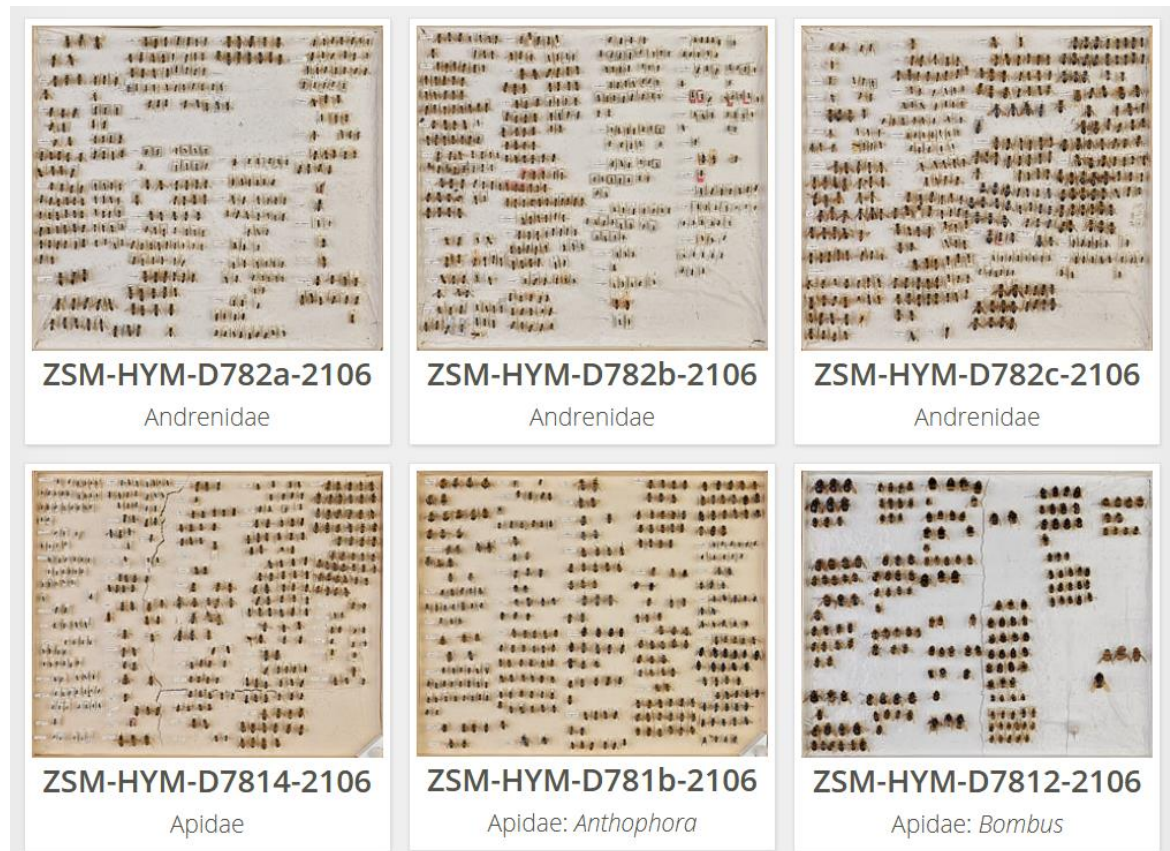 ZSM-HYM-D782a-2106
Andrenidae
ZSM-HYM-D782b-2106
Andrenidae
ZSM-HYM-D782c-2106
Andrenidae
ZSM-HYM-D7814-2106
Apidae
ZSM-HYM-D781b-2106
Apidae: Anthophora
ZSM-HYM-D7812-2106
Apidae: Bombus